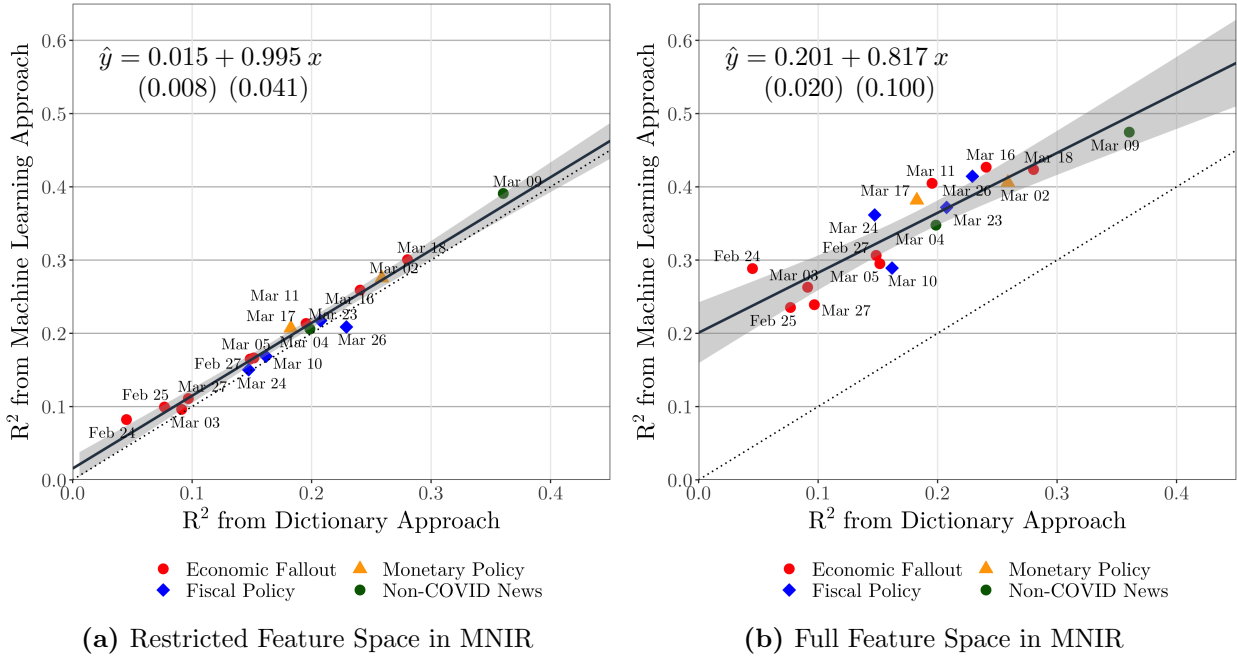 ŷ = 0.015 + 0.995 x
(0.008) (0.041)
R² from Machine Learning Approach
0.6
0.5
0.4
0.3
0.2
0.1
0.0
Mar 09
Mar 18
Mar 02
Mar 11
Mar 16
Mar 17
Mar 23
Mar 05
Mar 04
Mar 26
Feb 27
Mar 10
Mar 24
Feb 25
Mar 27
Mar 03
Feb 24
0.0 0.1 0.2 0.3 0.4
R² from Dictionary Approach
Economic Fallout
Monetary Policy
Fiscal Policy
Non-COVID News
(a) Restricted Feature Space in MNIR
ŷ = 0.201 + 0.817 x
(0.020) (0.100)
R² from Machine Learning Approach
0.6
0.5
0.4
0.3
0.2
0.1
0.0
Mar 09
Mar 16
Mar 18
Mar 11
Mar 17
Mar 26
Mar 02
Mar 24
Mar 23
Mar 04
Feb 27
Feb 24
Mar 03
Mar 05
Mar 10
Feb 25
Mar 27
0.0 0.1 0.2 0.3 0.4
R² from Dictionary Approach
Economic Fallout
Monetary Policy
Fiscal Policy
Non-COVID News
(b) Full Feature Space in MNIR